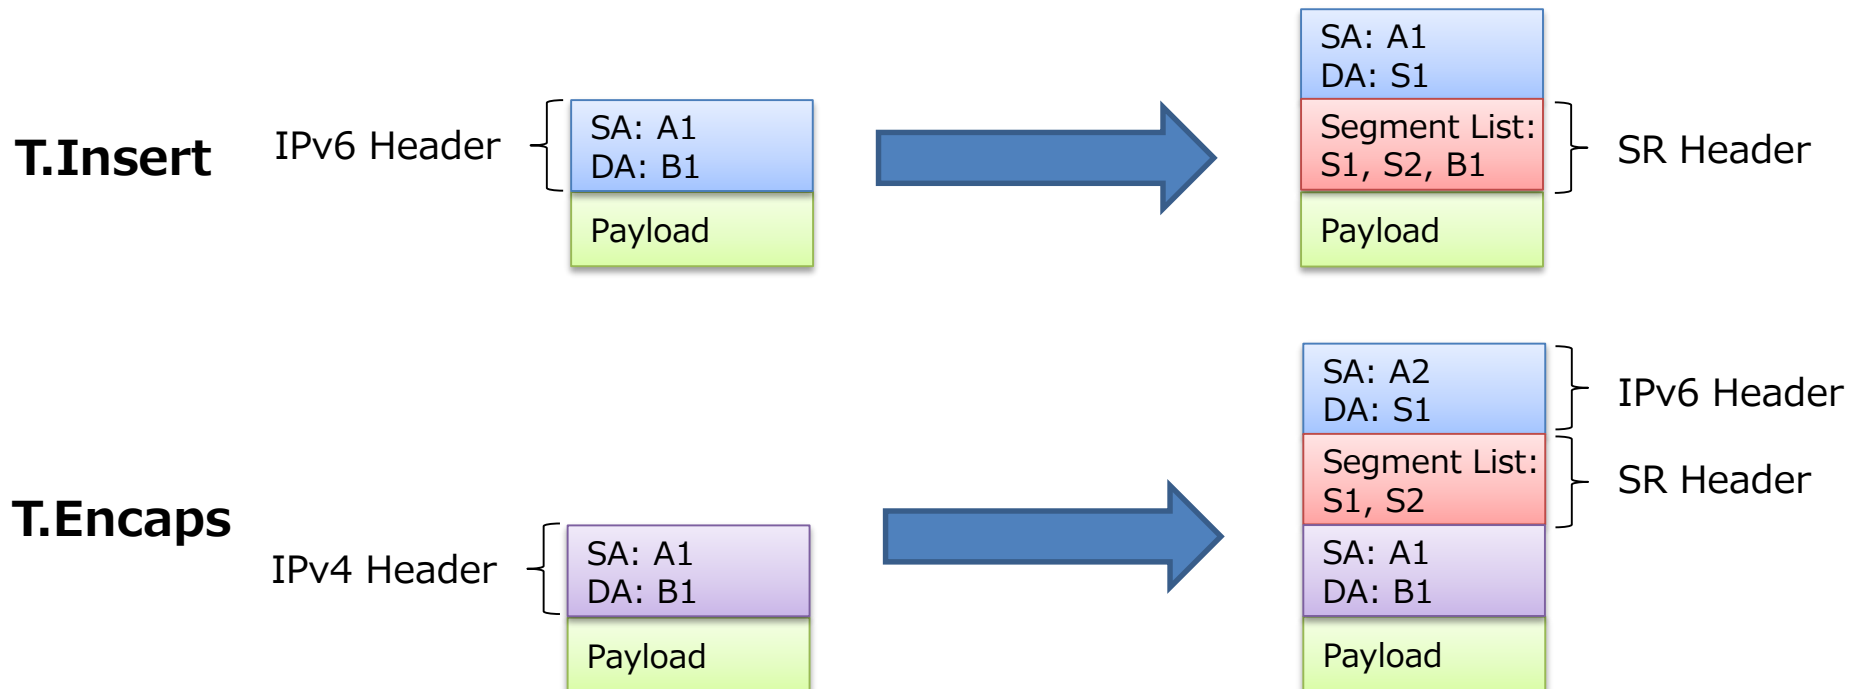 T.Insert
IPv6 Header
SA: A1
DA: B1
Payload
SA: A1
DA: S1
Segment List:
S1, S2, B1
Payload
SR Header
T.Encaps
IPv4 Header
SA: A1
DA: B1
Payload
SA: A2
DA: S1
Segment List:
S1, S2
SA: A1
DA: B1
Payload
IPv6 Header
SR Header